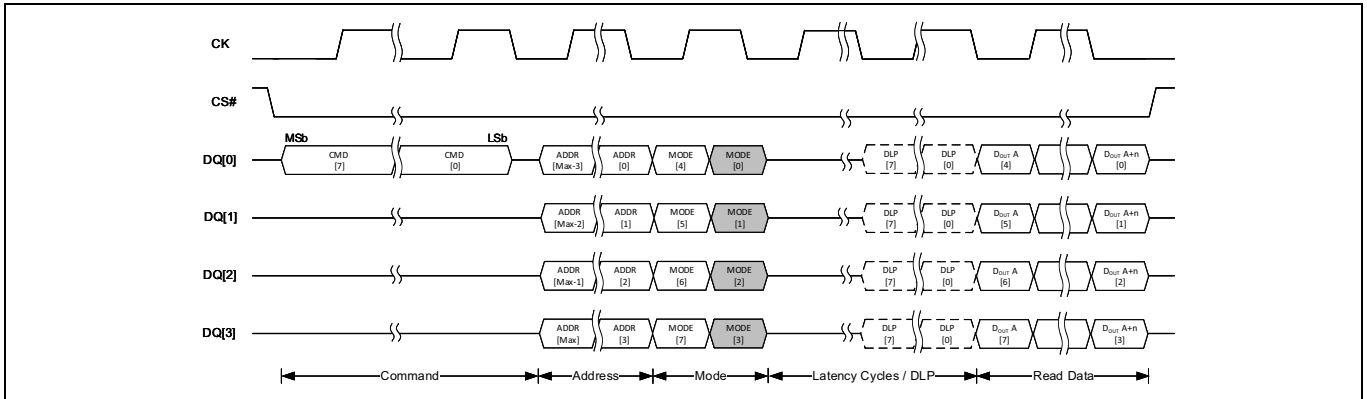 CK
CS#
MSb LSb
DQ[0] CMD CMD ADDR ADDR MODE MODE DLP DLP DOUT A DOUT A+n
[7] [0] [Max-3] [0] [4] [0] [7] [0] [4] [0]
DQ[1] ADDR ADDR MODE MODE DLP DLP DOUT A DOUT A+n
[Max-2] [1] [5] [1] [7] [0] [5] [1]
DQ[2] ADDR ADDR MODE MODE DLP DLP DOUT A DOUT A+n
[Max-1] [2] [6] [2] [7] [0] [6] [2]
DQ[3] ADDR ADDR MODE MODE DLP DLP DOUT A DOUT A+n
[Max] [3] [7] [3] [7] [0] [7] [3]
Command Address Mode Latency Cycles / DLP Read Data